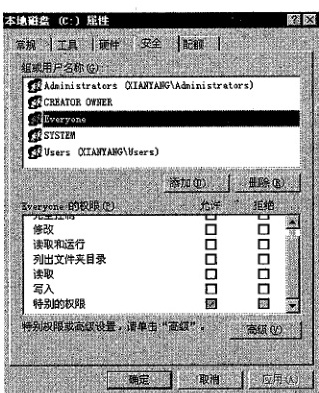 本地磁盘 (C:) 属性
常规 工具 硬件 安全 配额
组或用户名称(G):
Administrators (XIANYANG\Administrators)
CREATOR OWNER
Everyone
SYSTEM
Users (XIANYANG\Users)
添加(D)... 删除(R)
Everyone 的权限(P) 允许 拒绝
完全控制
修改
读取和运行
列出文件夹目录
读取
写入
特别的权限
特别权限或高级设置，请单击“高级”。 高级(V)
确定 取消 应用(A)